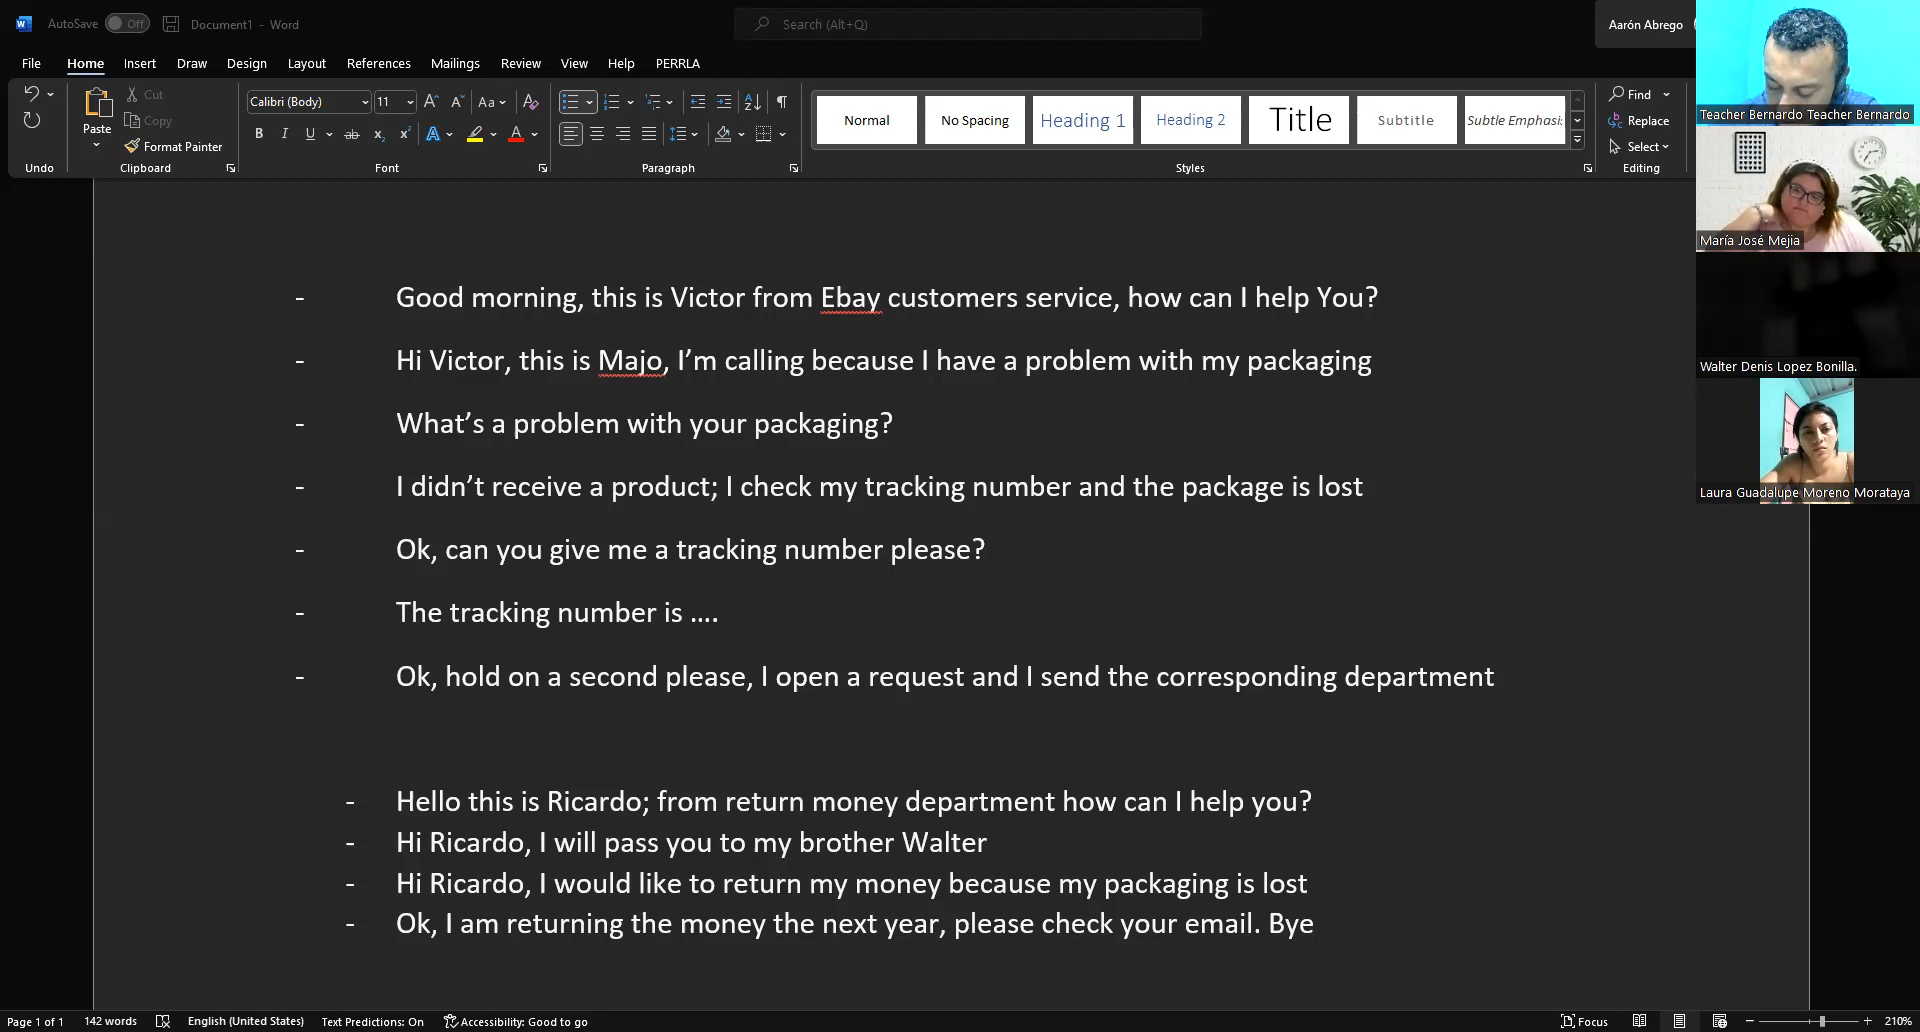 AutoSave Off Document1 - Word Search (Alt+Q) Aarón Abrego
File Home Insert Draw Design Layout References Mailings Review View Help PERRLA
Cut
Calibri (Body) 11 Aa
Find
Paste Copy
Normal No Spacing Heading 1 Heading 2 Title Subtitle Subtle Emphasi
Replace
Format Painter
B I U ab x₂ x² A A
Select
Undo Clipboard Font Paragraph Styles Editing
Teacher Bernardo Teacher Bernardo
María José Mejia
Walter Denis Lopez Bonilla.
Laura Guadalupe Moreno Morataya
- Good morning, this is Victor from Ebay customers service, how can I help You?
- Hi Victor, this is Majo, I’m calling because I have a problem with my packaging
- What’s a problem with your packaging?
- I didn’t receive a product; I check my tracking number and the package is lost
- Ok, can you give me a tracking number please?
- The tracking number is ….
- Ok, hold on a second please, I open a request and I send the corresponding department
- Hello this is Ricardo; from return money department how can I help you?
- Hi Ricardo, I will pass you to my brother Walter
- Hi Ricardo, I would like to return my money because my packaging is lost
- Ok, I am returning the money the next year, please check your email. Bye
Page 1 of 1 142 words English (United States) Text Predictions: On Accessibility: Good to go Focus 210%